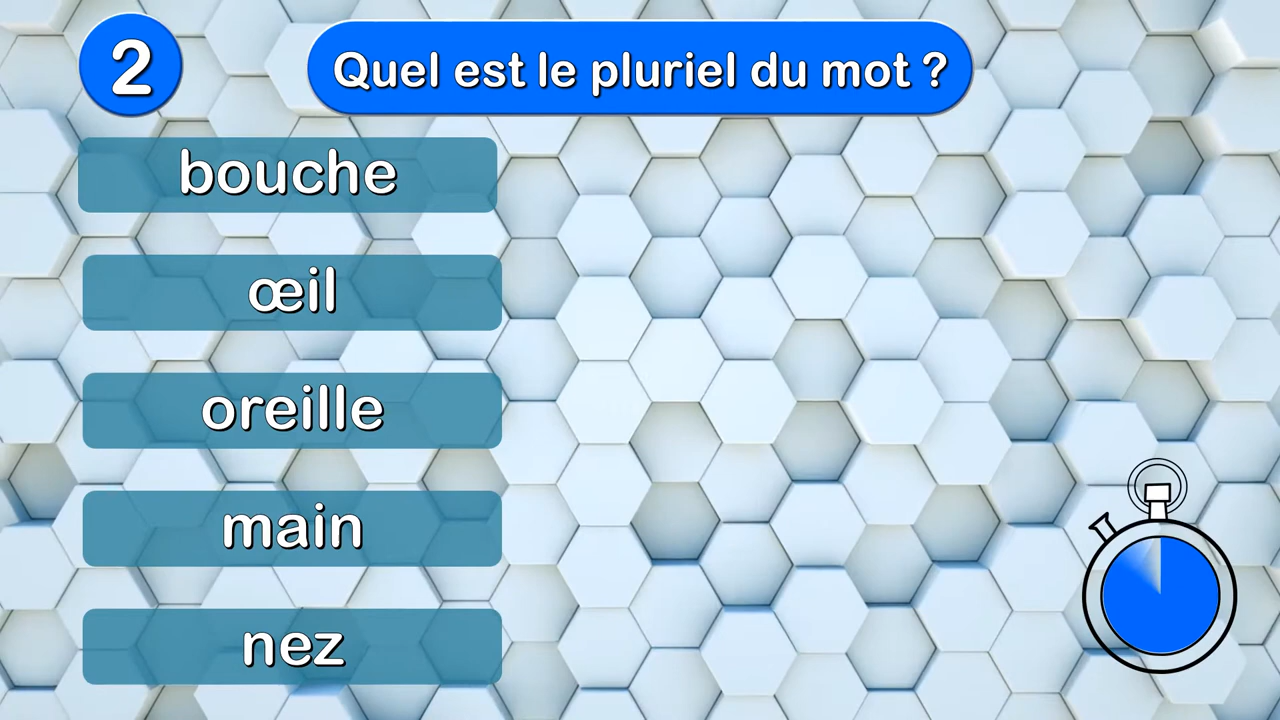 2
Quel est le pluriel du mot ?
bouche
œil
oreille
main
nez